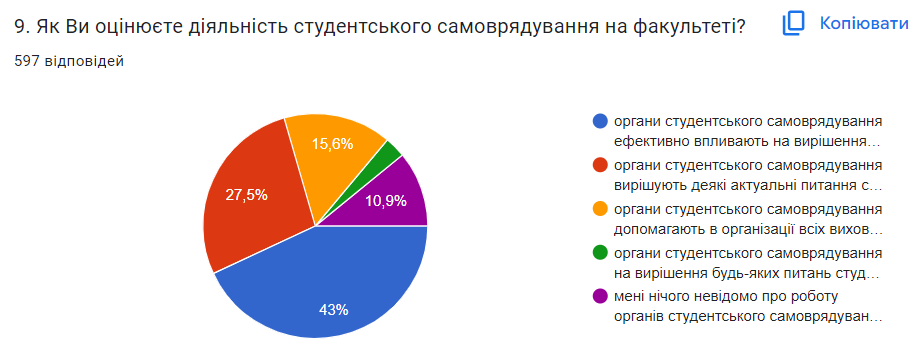 9. Як Ви оцінюєте діяльність студентського самоврядування на факультеті?
Копіювати
597 відповідей
15,6%
27,5%
10,9%
43%
органи студентського самоврядування
ефективно впливають на вирішення…
органи студентського самоврядування
вирішують деякі актуальні питання с…
органи студентського самоврядування
допомагають в організації всіх вихов…
органи студентського самоврядування
на вирішення будь-яких питань студ…
мені нічого невідомо про роботу
органів студентського самоврядуван…